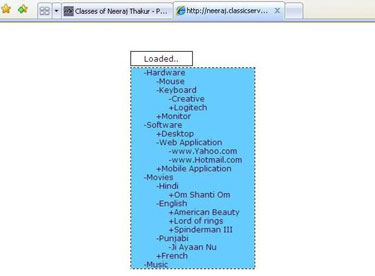 Classes of Neeraj Thakur - P...
http://neeraj.classicserv...
Loaded..
-Hardware
-Mouse
-Keyboard
-Creative
+Logitech
+Monitor
-Software
+Desktop
-Web Application
-www.Yahoo.com
-www.Hotmail.com
+Mobile Application
-Movies
-Hindi
+Om Shanti Om
-English
+American Beauty
+Lord of rings
+Spinderman III
-Punjabi
-Ji Ayaan Nu
+French
-Music